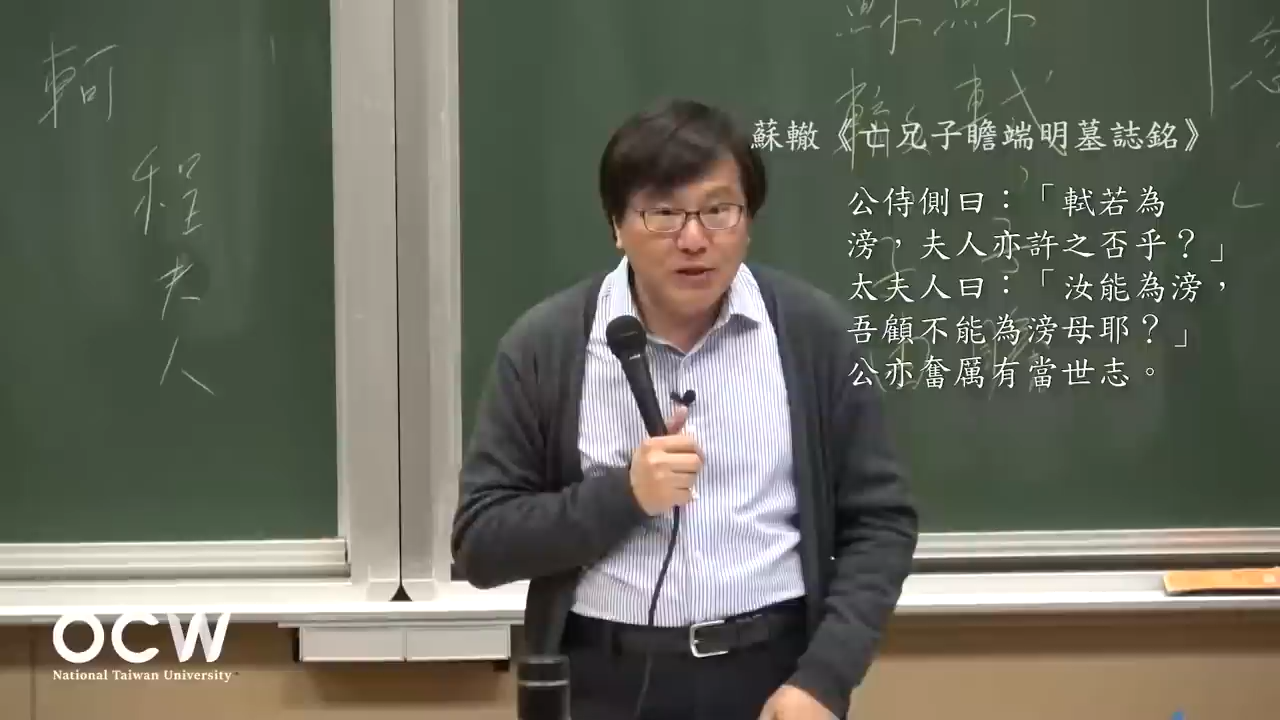 軻
程
夫
人
蘇轍《亡兄子瞻端明墓誌銘》
公侍側曰：「軾若為
滂，夫人亦許之否乎？」
太夫人曰：「汝能為滂，
吾顧不能為滂母耶？」
公亦奮厲有當世志。
OCW
National Taiwan University